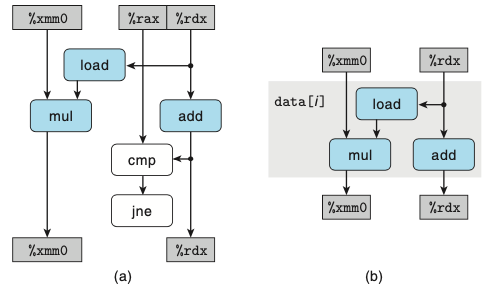 %xmm0 %rax %rdx
load
mul add
cmp
jne
%xmm0 %rdx
(a)
%xmm0 %rdx
data[i]
load
mul add
%xmm0 %rdx
(b)